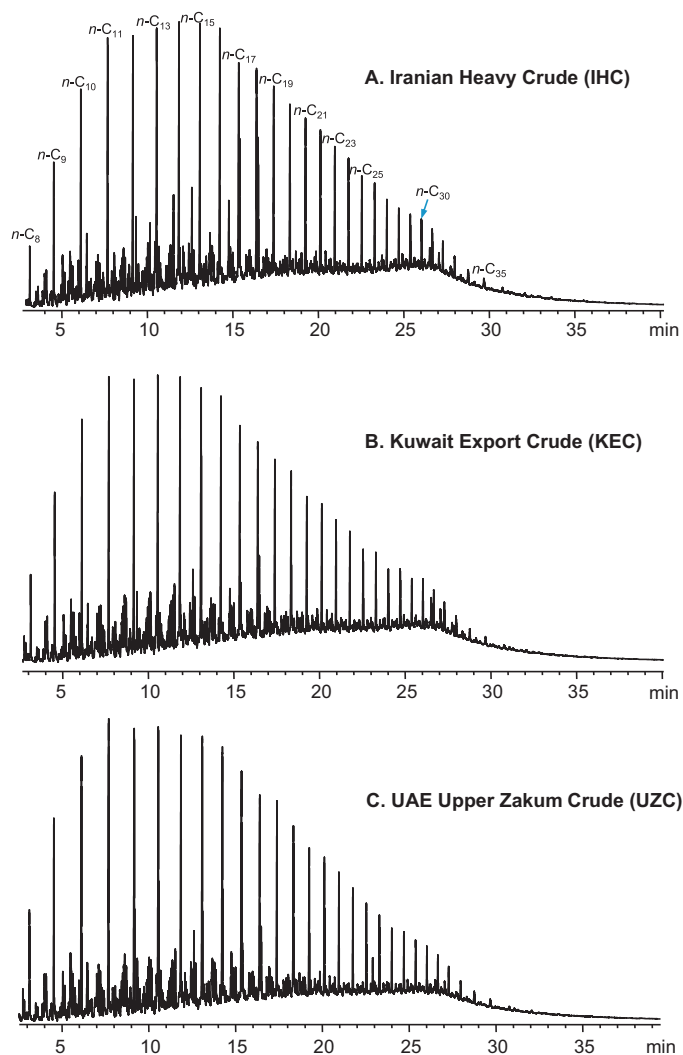 n-C₈
n-C₉
n-C₁₀
n-C₁₁
n-C₁₃
n-C₁₅
n-C₁₇
n-C₁₉
n-C₂₁
n-C₂₃
n-C₂₅
n-C₃₀
n-C₃₅
A. Iranian Heavy Crude (IHC)
5 10 15 20 25 30 35 min
B. Kuwait Export Crude (KEC)
5 10 15 20 25 30 35 min
C. UAE Upper Zakum Crude (UZC)
5 10 15 20 25 30 35 min